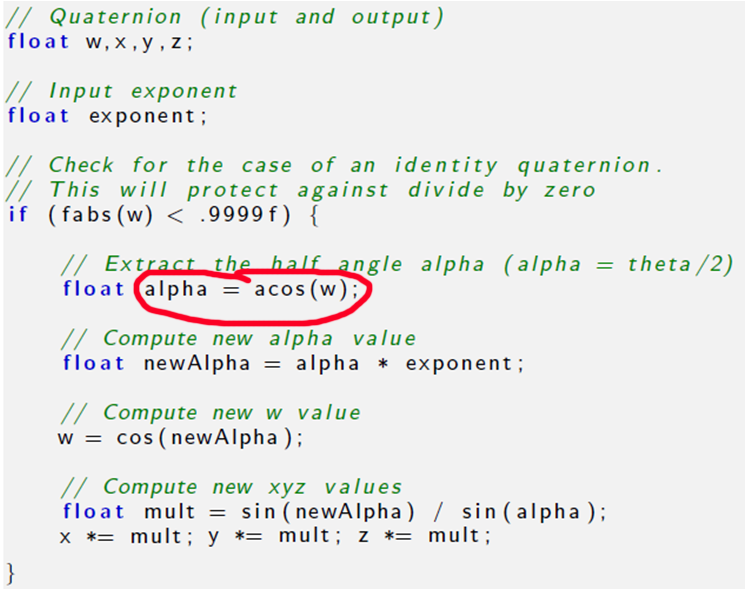 // Quaternion (input and output)
float w,x,y,z;
// Input exponent
float exponent;
// Check for the case of an identity quaternion.
// This will protect against divide by zero
if (fabs(w) < .9999f) {
// Extract the half angle alpha (alpha = theta/2)
float alpha = acos(w);
// Compute new alpha value
float newAlpha = alpha * exponent;
// Compute new w value
w = cos(newAlpha);
// Compute new xyz values
float mult = sin(newAlpha) / sin(alpha);
x *= mult; y *= mult; z *= mult;
}